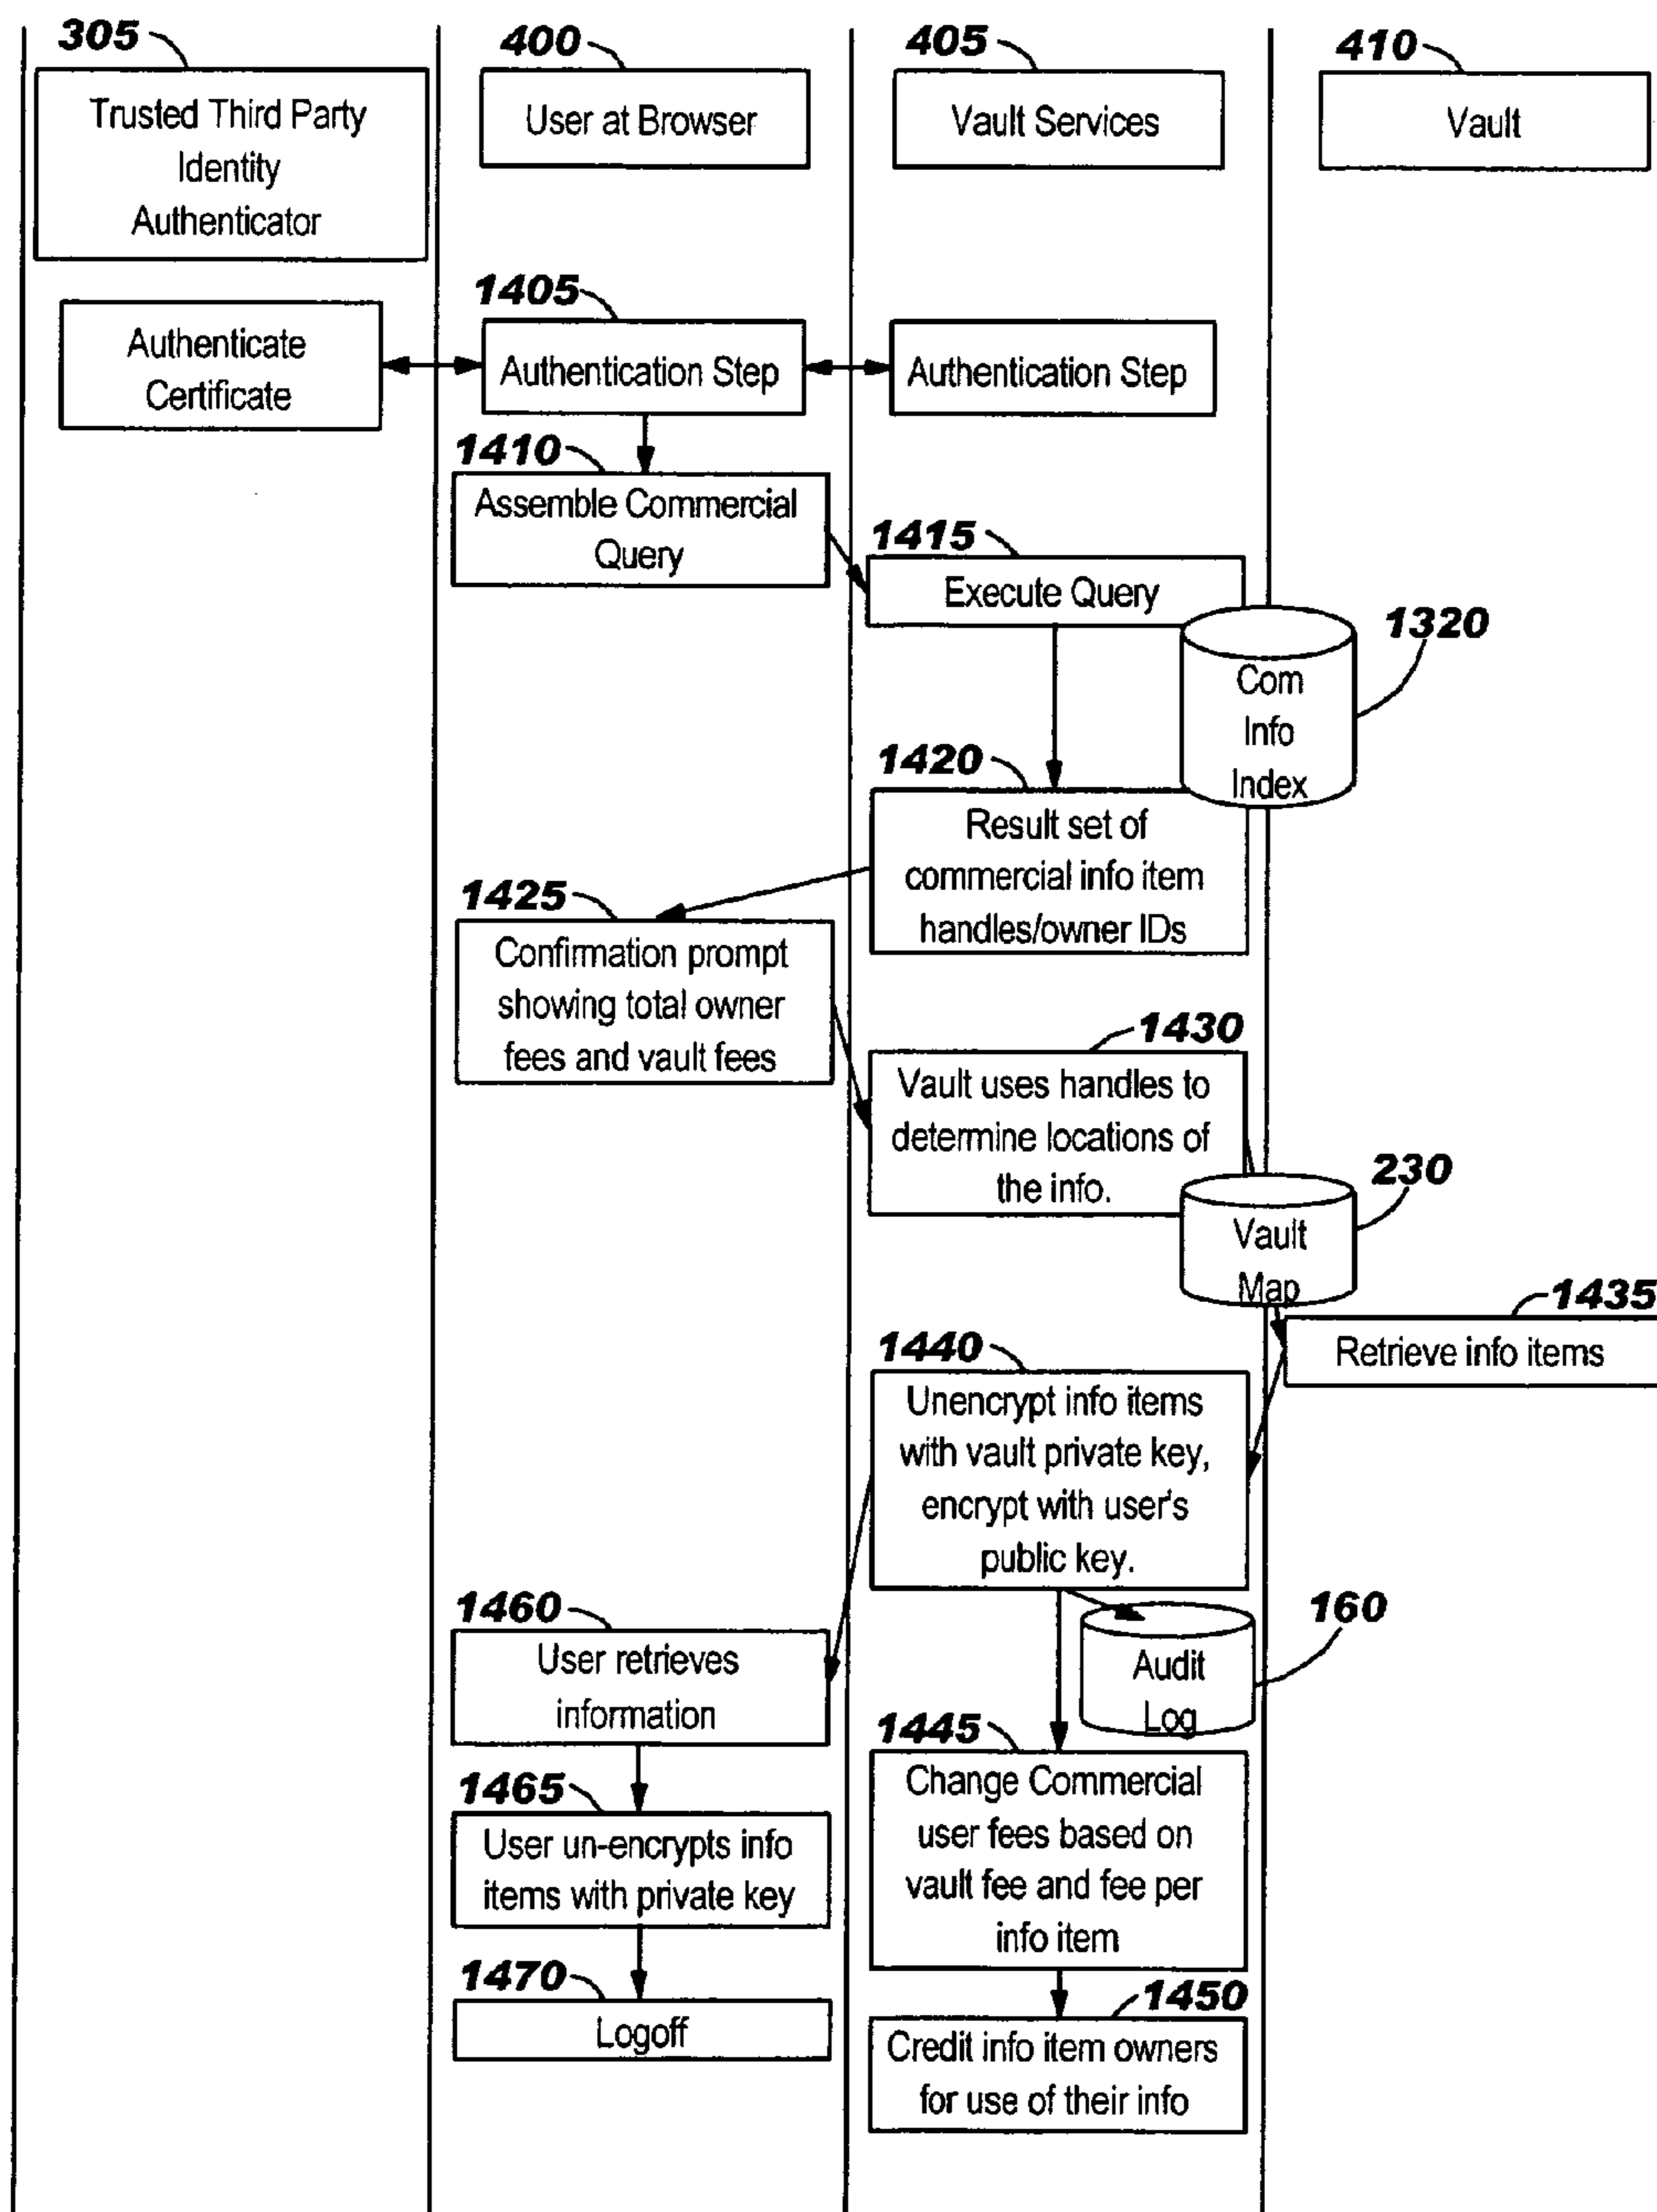 305
400
405
410
Trusted Third Party
Identity
Authenticator
User at Browser
Vault Services
Vault
1405
Authenticate
Certificate
Authentication Step
Authentication Step
1410
Assemble Commercial
Query
1415
Execute Query
1320
Com
Info
Index
1420
Result set of
commercial info item
handles/owner IDs
1425
Confirmation prompt
showing total owner
fees and vault fees
1430
Vault uses handles to
determine locations of
the info.
230
Vault
Map
1435
Retrieve info items
1440
Unencrypt info items
with vault private key,
encrypt with user's
public key.
160
Audit
Log
1460
User retrieves
information
1445
Change Commercial
user fees based on
vault fee and fee per
info item
1465
User un-encrypts info
items with private key
1470
Logoff
1450
Credit info item owners
for use of their info